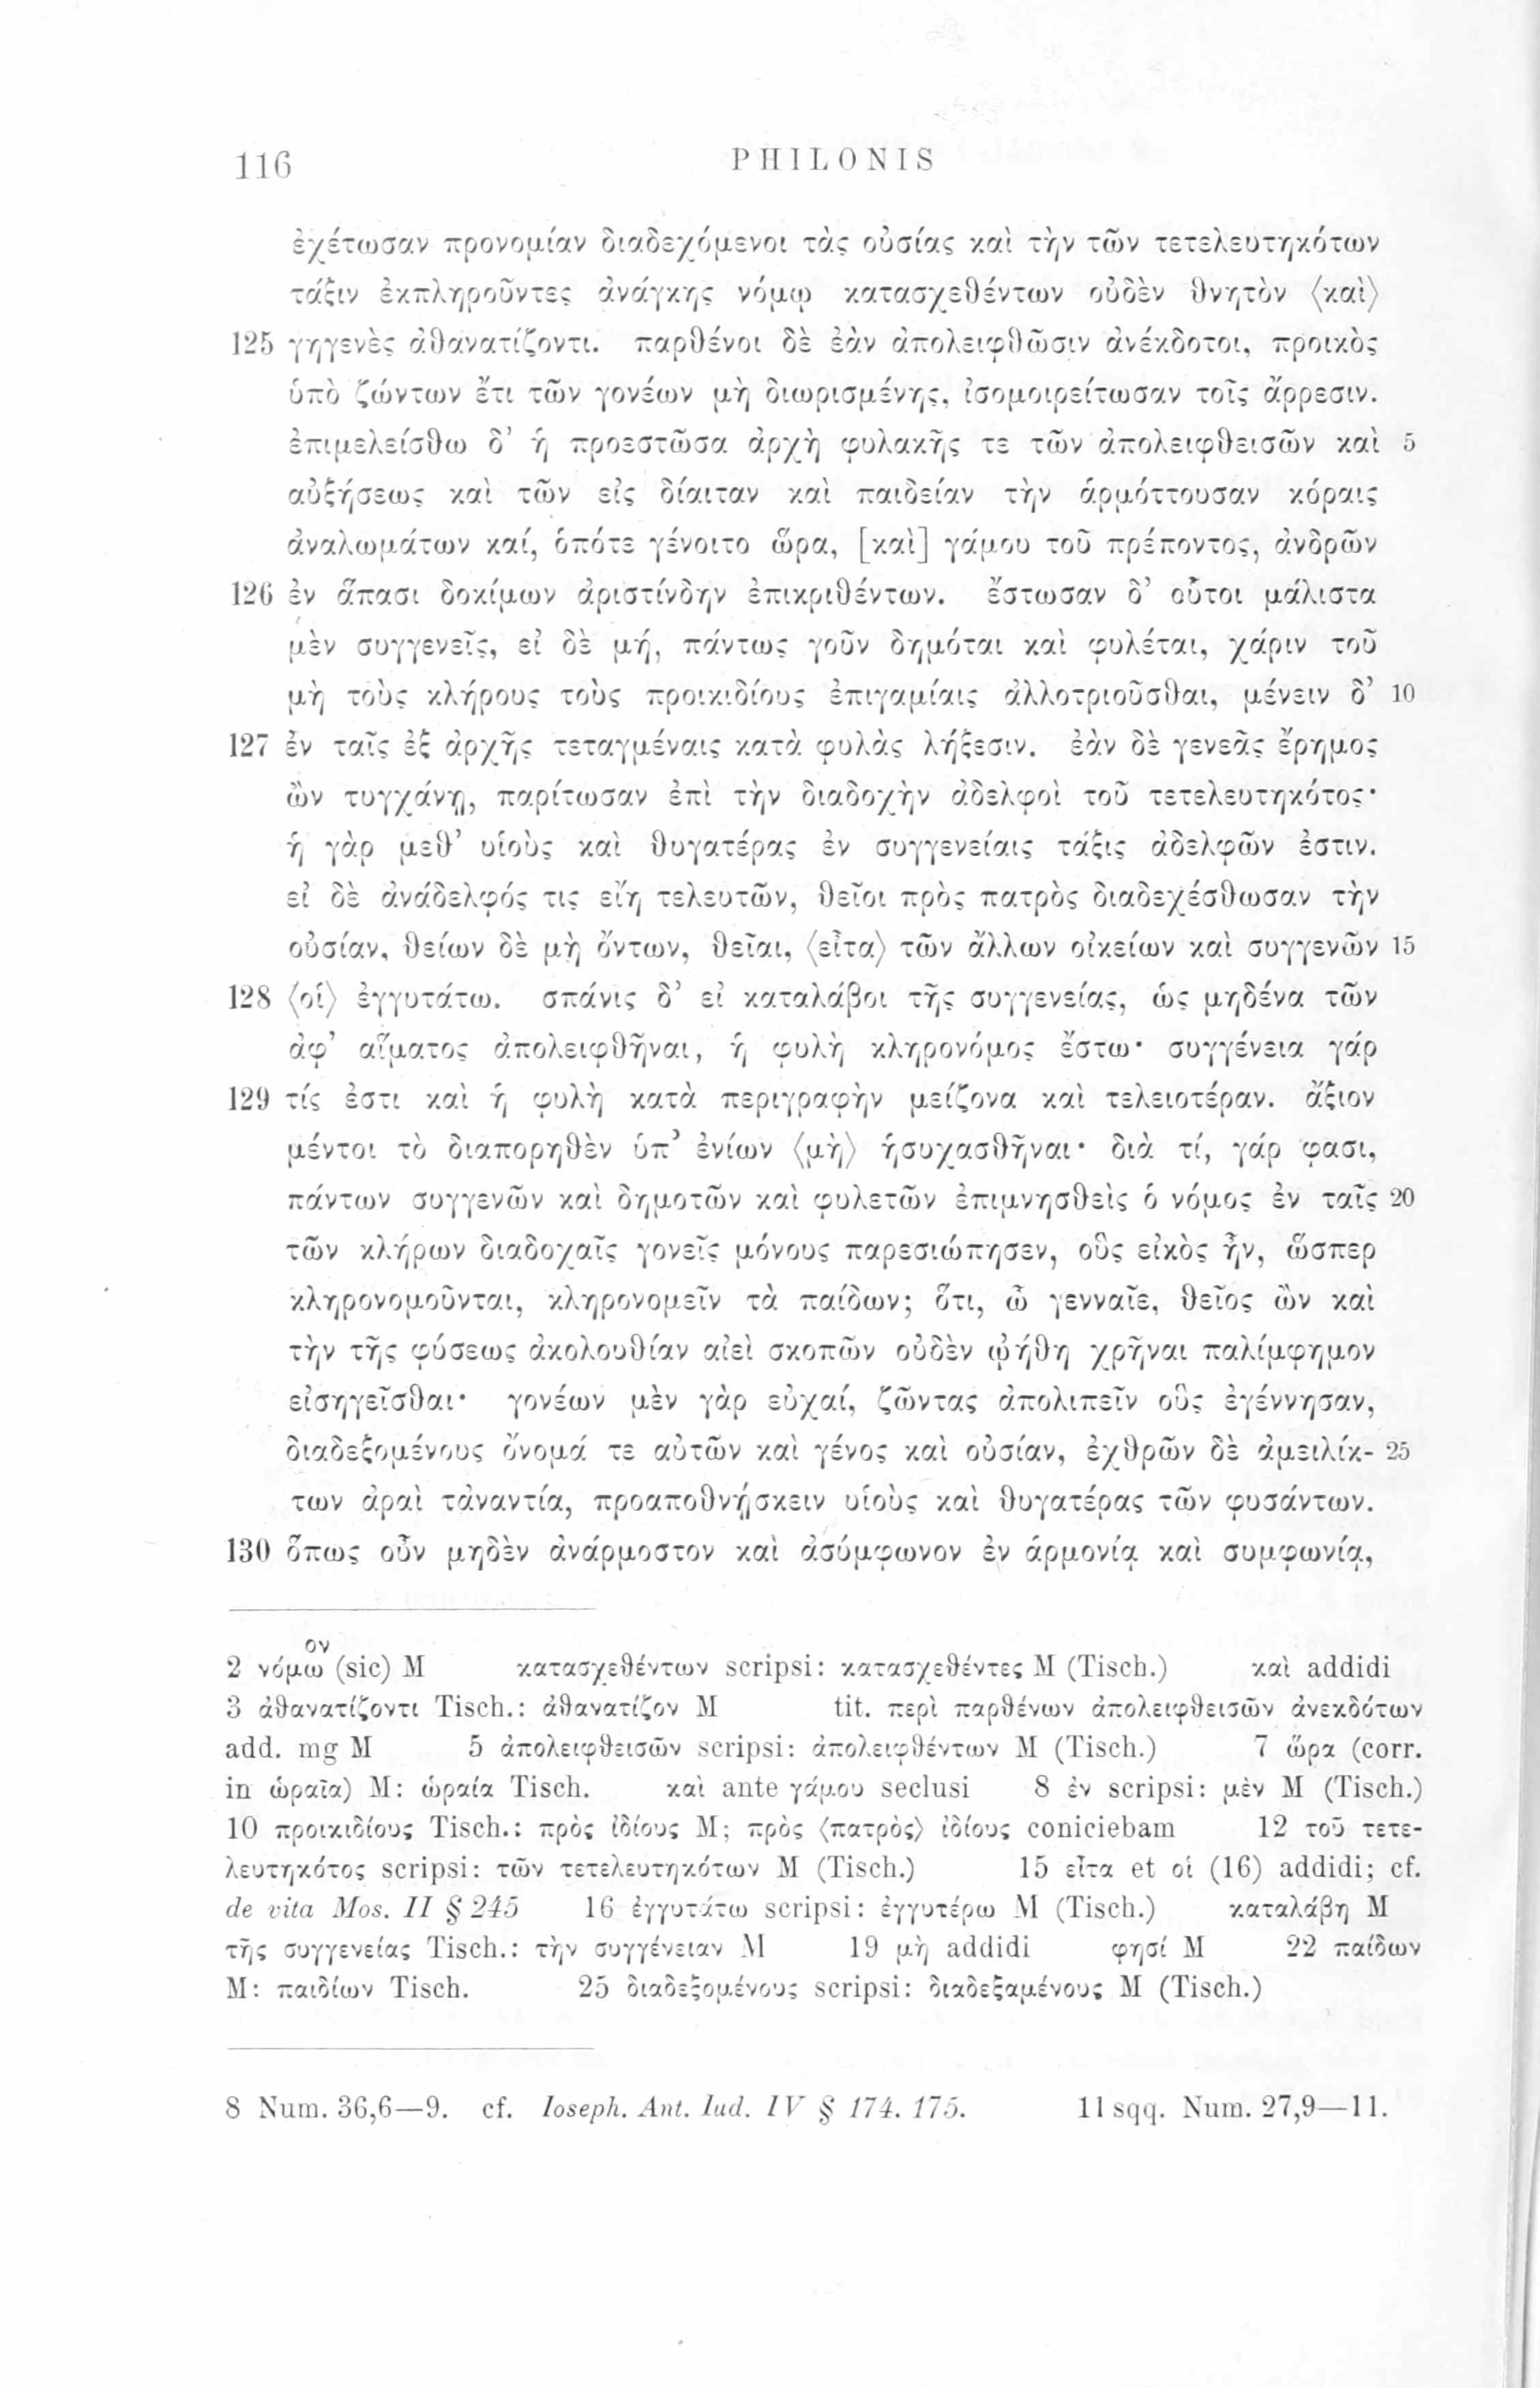 116 PHILONIS
ἐχέτωσαν προνομίαν διαδεχόμενοι τὰς οὐσίας καὶ τὴν τῶν τετελευτηκότων
τάξιν ἐκπληροῦντες ἀνάγκης νόμῳ κατασχεθέντων οὐδὲν θνητὸν ⟨καὶ⟩
125 γηγενὲς ἀθανατίζοντι. παρθένοι δὲ ἐὰν ἀπολειφθῶσιν ἀνέκδοτοι, προικὸς
ὑπὸ ζώντων ἔτι τῶν γονέων μὴ διωρισμένης, ἰσομοιρείτωσαν τοῖς ἄρρεσιν.
ἐπιμελείσθω δ’ ἡ προεστῶσα ἀρχὴ φυλακῆς τε τῶν ἀπολειφθεισῶν καὶ 5
αὐξήσεως καὶ τῶν εἰς δίαιταν καὶ παιδείαν τὴν ἁρμόττουσαν κόραις
ἀναλωμάτων καί, ὁπότε γένοιτο ὥρα, [καὶ] γάμου τοῦ πρέποντος, ἀνδρῶν
126 ἐν ἅπασι δοκίμων ἀριστίνδην ἐπικριθέντων. ἔστωσαν δ’ οὗτοι μάλιστα
μὲν συγγενεῖς, εἰ δὲ μή, πάντως γοῦν δημόται καὶ φυλέται, χάριν τοῦ
μὴ τοὺς κλήρους τοὺς προικιδίους ἐπιγαμίαις ἀλλοτριοῦσθαι, μένειν δ’ 10
127 ἐν ταῖς ἐξ ἀρχῆς τεταγμέναις κατὰ φυλὰς λήξεσιν. ἐὰν δὲ γενεᾶς ἔρημος
ὢν τυγχάνῃ, παρίτωσαν ἐπὶ τὴν διαδοχὴν ἀδελφοὶ τοῦ τετελευτηκότος·
ἡ γὰρ μεθ’ υἱοὺς καὶ θυγατέρας ἐν συγγενείαις τάξις ἀδελφῶν ἐστιν.
εἰ δὲ ἀνάδελφός τις εἴη τελευτῶν, θεῖοι πρὸς πατρὸς διαδεχέσθωσαν τὴν
οὐσίαν, θείων δὲ μὴ ὄντων, θεῖαι, ⟨εἶτα⟩ τῶν ἄλλων οἰκείων καὶ συγγενῶν 15
128 ⟨οἱ⟩ ἐγγυτάτω. σπάνις δ’ εἰ καταλάβοι τῆς συγγενείας, ὡς μηδένα τῶν
ἀφ’ αἵματος ἀπολειφθῆναι, ἡ φυλὴ κληρονόμος ἔστω· συγγένεια γάρ
129 τίς ἐστι καὶ ἡ φυλὴ κατὰ περιγραφὴν μείζονα καὶ τελειοτέραν. ἄξιον
μέντοι τὸ διαπορηθὲν ὑπ’ ἐνίων ⟨μὴ⟩ ἡσυχασθῆναι· διὰ τί, γάρ φασι,
πάντων συγγενῶν καὶ δημοτῶν καὶ φυλετῶν ἐπιμνησθεὶς ὁ νόμος ἐν ταῖς 20
τῶν κλήρων διαδοχαῖς γονεῖς μόνους παρεσιώπησεν, οὓς εἰκὸς ἦν, ὥσπερ
κληρονομοῦνται, κληρονομεῖν τὰ παίδων; ὅτι, ὦ γενναῖε, θεῖος ὢν καὶ
τὴν τῆς φύσεως ἀκολουθίαν αἰεὶ σκοπῶν οὐδὲν ᾠήθη χρῆναι παλίμφημον
εἰσηγεῖσθαι· γονέων μὲν γὰρ εὐχαί, ζῶντας ἀπολιπεῖν οὓς ἐγέννησαν,
διαδεξομένους ὄνομά τε αὐτῶν καὶ γένος καὶ οὐσίαν, ἐχθρῶν δὲ ἀμειλίκ- 25
των ἀραὶ τἀναντία, προαποθνῄσκειν υἱοὺς καὶ θυγατέρας τῶν φυσάντων.
130 ὅπως οὖν μηδὲν ἀνάρμοστον καὶ ἀσύμφωνον ἐν ἁρμονίᾳ καὶ συμφωνίᾳ,
ον
2 νόμω (sic) M κατασχεθέντων scripsi: κατασχεθέντες M (Tisch.) καὶ addidi
3 ἀθανατίζοντι Tisch.: ἀθανατίζον M tit. περὶ παρθένων ἀπολειφθεισῶν ἀνεκδότων
add. mg M 5 ἀπολειφθεισῶν scripsi: ἀπολειφθέντων M (Tisch.) 7 ὥρα (corr.
in ὡραῖα) M: ὡραία Tisch. καὶ ante γάμου seclusi 8 ἐν scripsi: μὲν M (Tisch.)
10 προικιδίους Tisch.: πρὸς ἰδίους M; πρὸς ⟨πατρὸς⟩ ἰδίους coniciebam 12 τοῦ τετε-
λευτηκότος scripsi: τῶν τετελευτηκότων M (Tisch.) 15 εἶτα et οἱ (16) addidi; cf.
de vita Mos. II § 245 16 ἐγγυτάτω scripsi: ἐγγυτέρω M (Tisch.) καταλάβη M
τῆς συγγενείας Tisch.: τὴν συγγένειαν M 19 μὴ addidi φησί M 22 παίδων
M: παιδίων Tisch. 25 διαδεξομένους scripsi: διαδεξαμένους M (Tisch.)
8 Num. 36,6—9. cf. Ioseph. Ant. Iud. IV § 174. 175. 11 sqq. Num. 27,9—11.